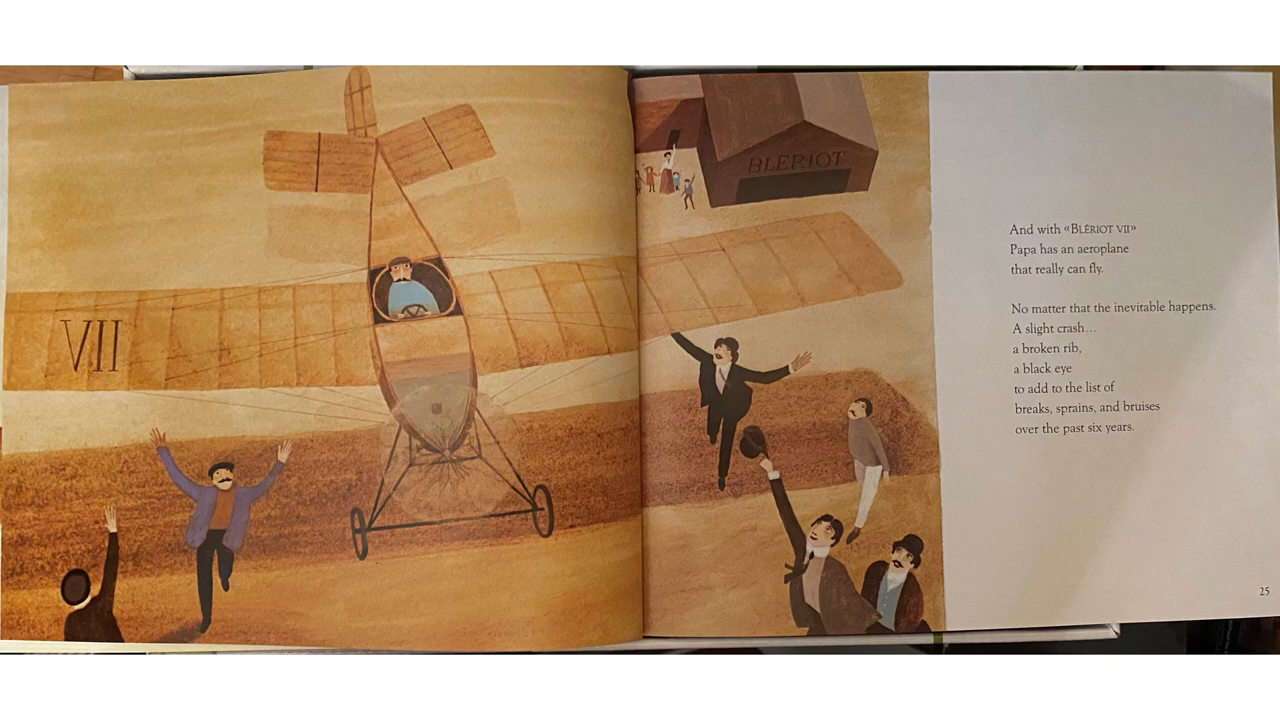 VII
BLERIOT
And with «BLÉRIOT VII»
Papa has an aeroplane
that really can fly.
No matter that the inevitable happens.
A slight crash...
a broken rib,
a black eye
to add to the list of
breaks, sprains, and bruises
over the past six years.
25